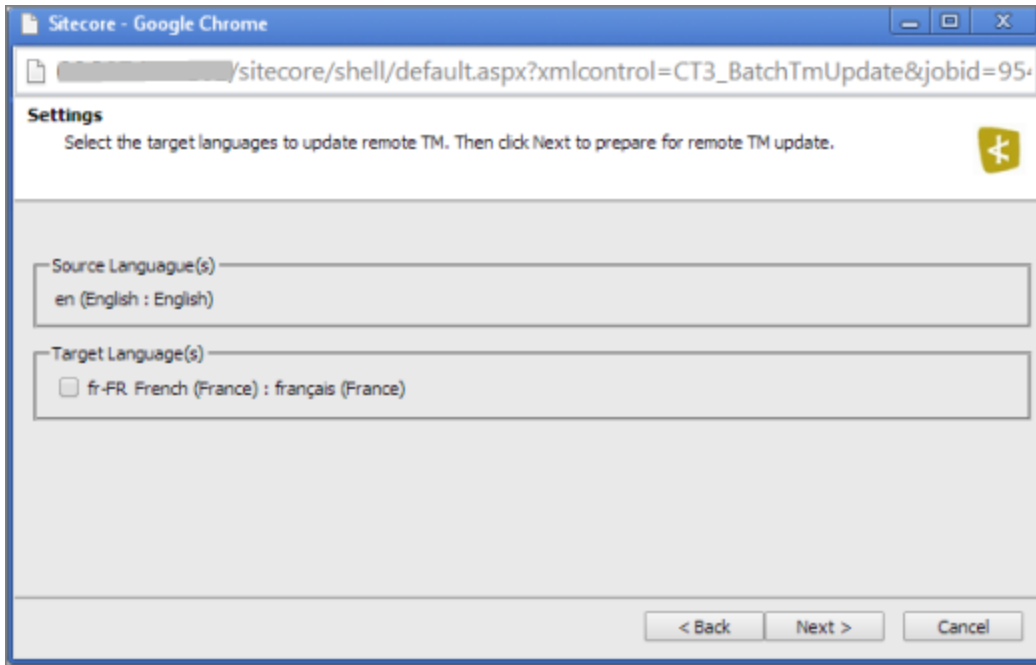 Sitecore - Google Chrome
/sitecore/shell/default.aspx?xmlcontrol=CT3_BatchTmUpdate&jobid=954
Settings
Select the target languages to update remote TM. Then click Next to prepare for remote TM update.
Source Languague(s)
en (English : English)
Target Language(s)
fr-FR French (France) : français (France)
< Back Next > Cancel